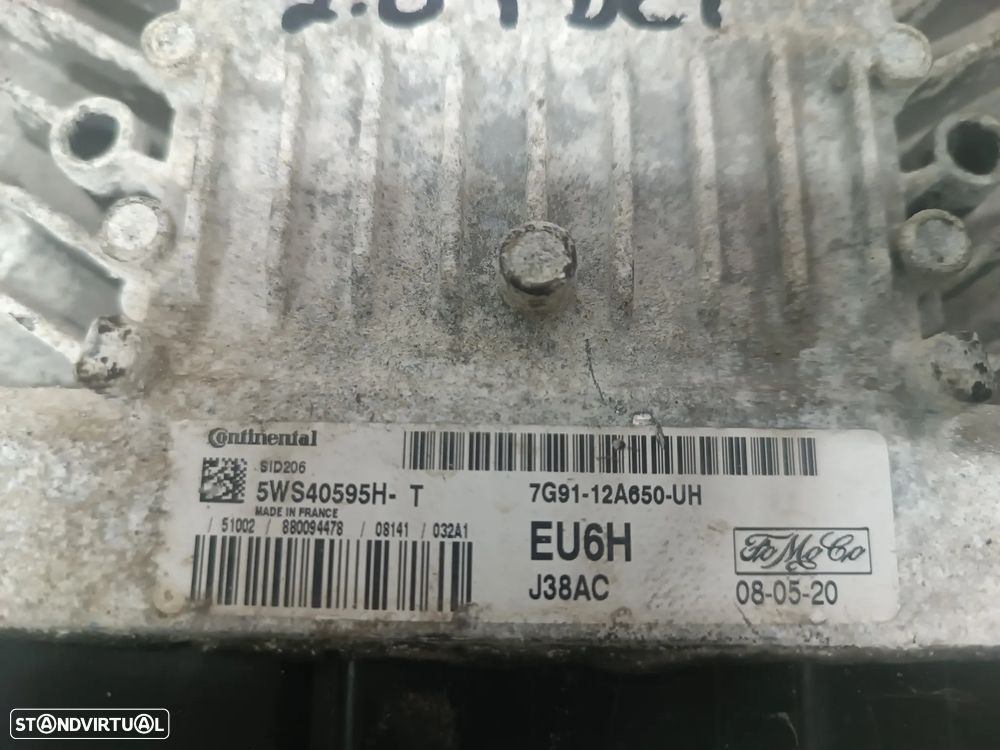 Continental
SID206
5WS40595H- T
MADE IN FRANCE
/ 51002 / 880094478 / 08141 / 032A1
7G91-12A650-UH
EU6H
J38AC
FoMoCo
08-05-20
STANDVIRTUAL